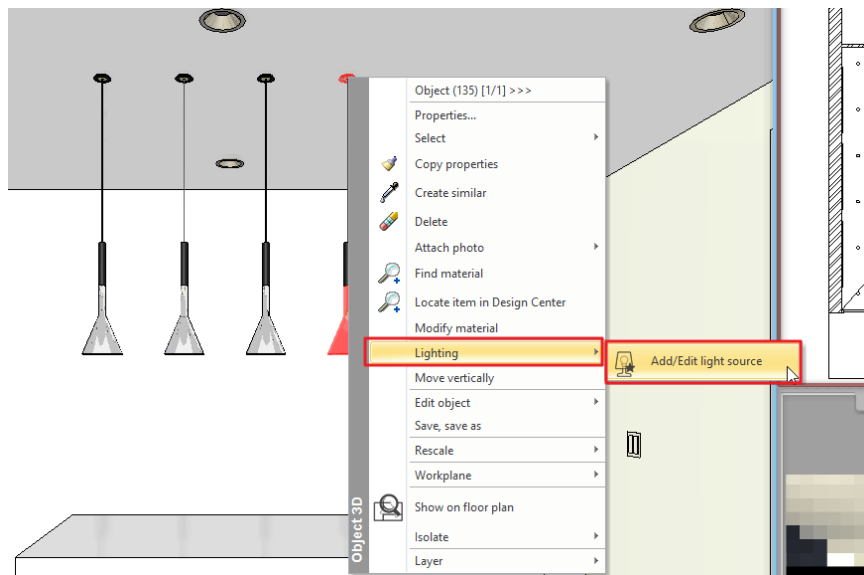 Object (135) [1/1] >>>
Properties...
Select
Copy properties
Create similar
Delete
Attach photo
Find material
Locate item in Design Center
Modify material
Lighting
Add/Edit light source
Move vertically
Edit object
Save, save as
Rescale
Workplane
Show on floor plan
Isolate
Layer
Object 3D